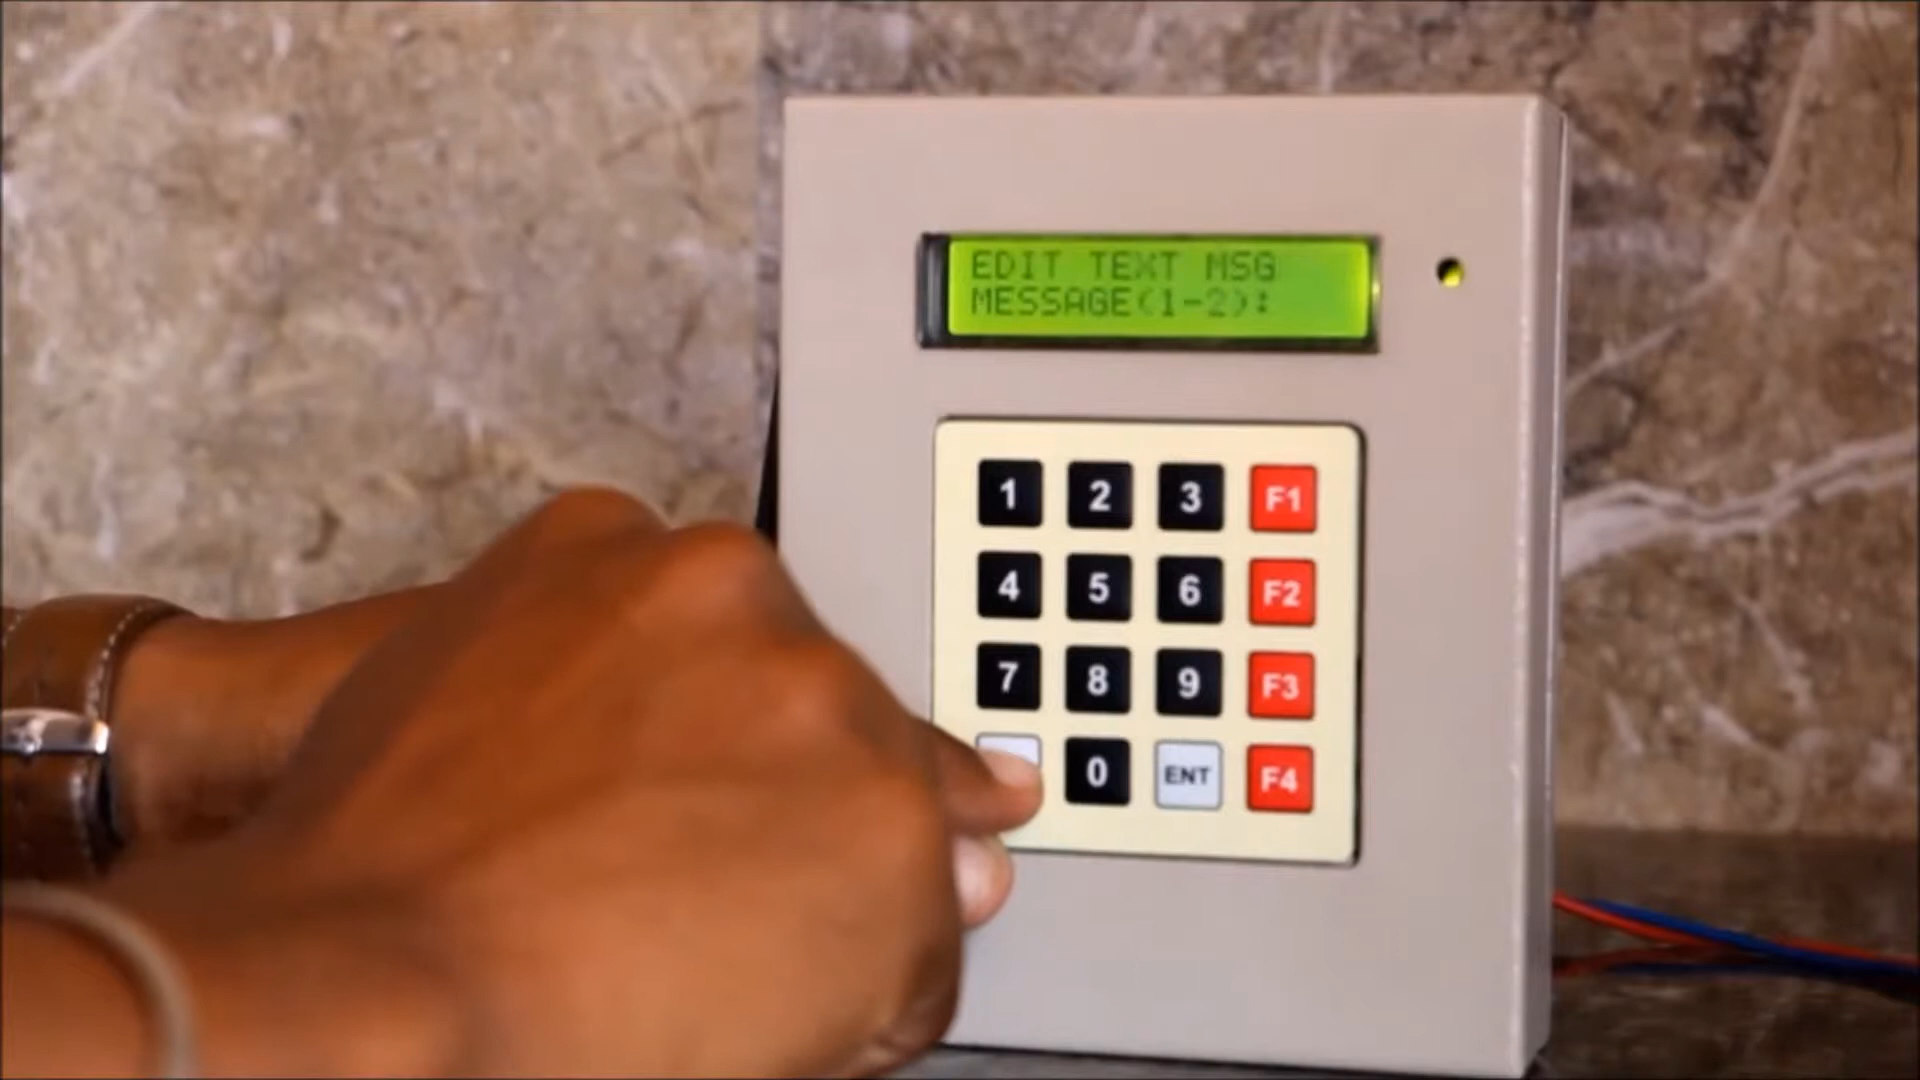 EDIT TEXT MSG
MESSAGE(1-2):
1 2 3 F1
4 5 6 F2
7 8 9 F3
0 ENT F4